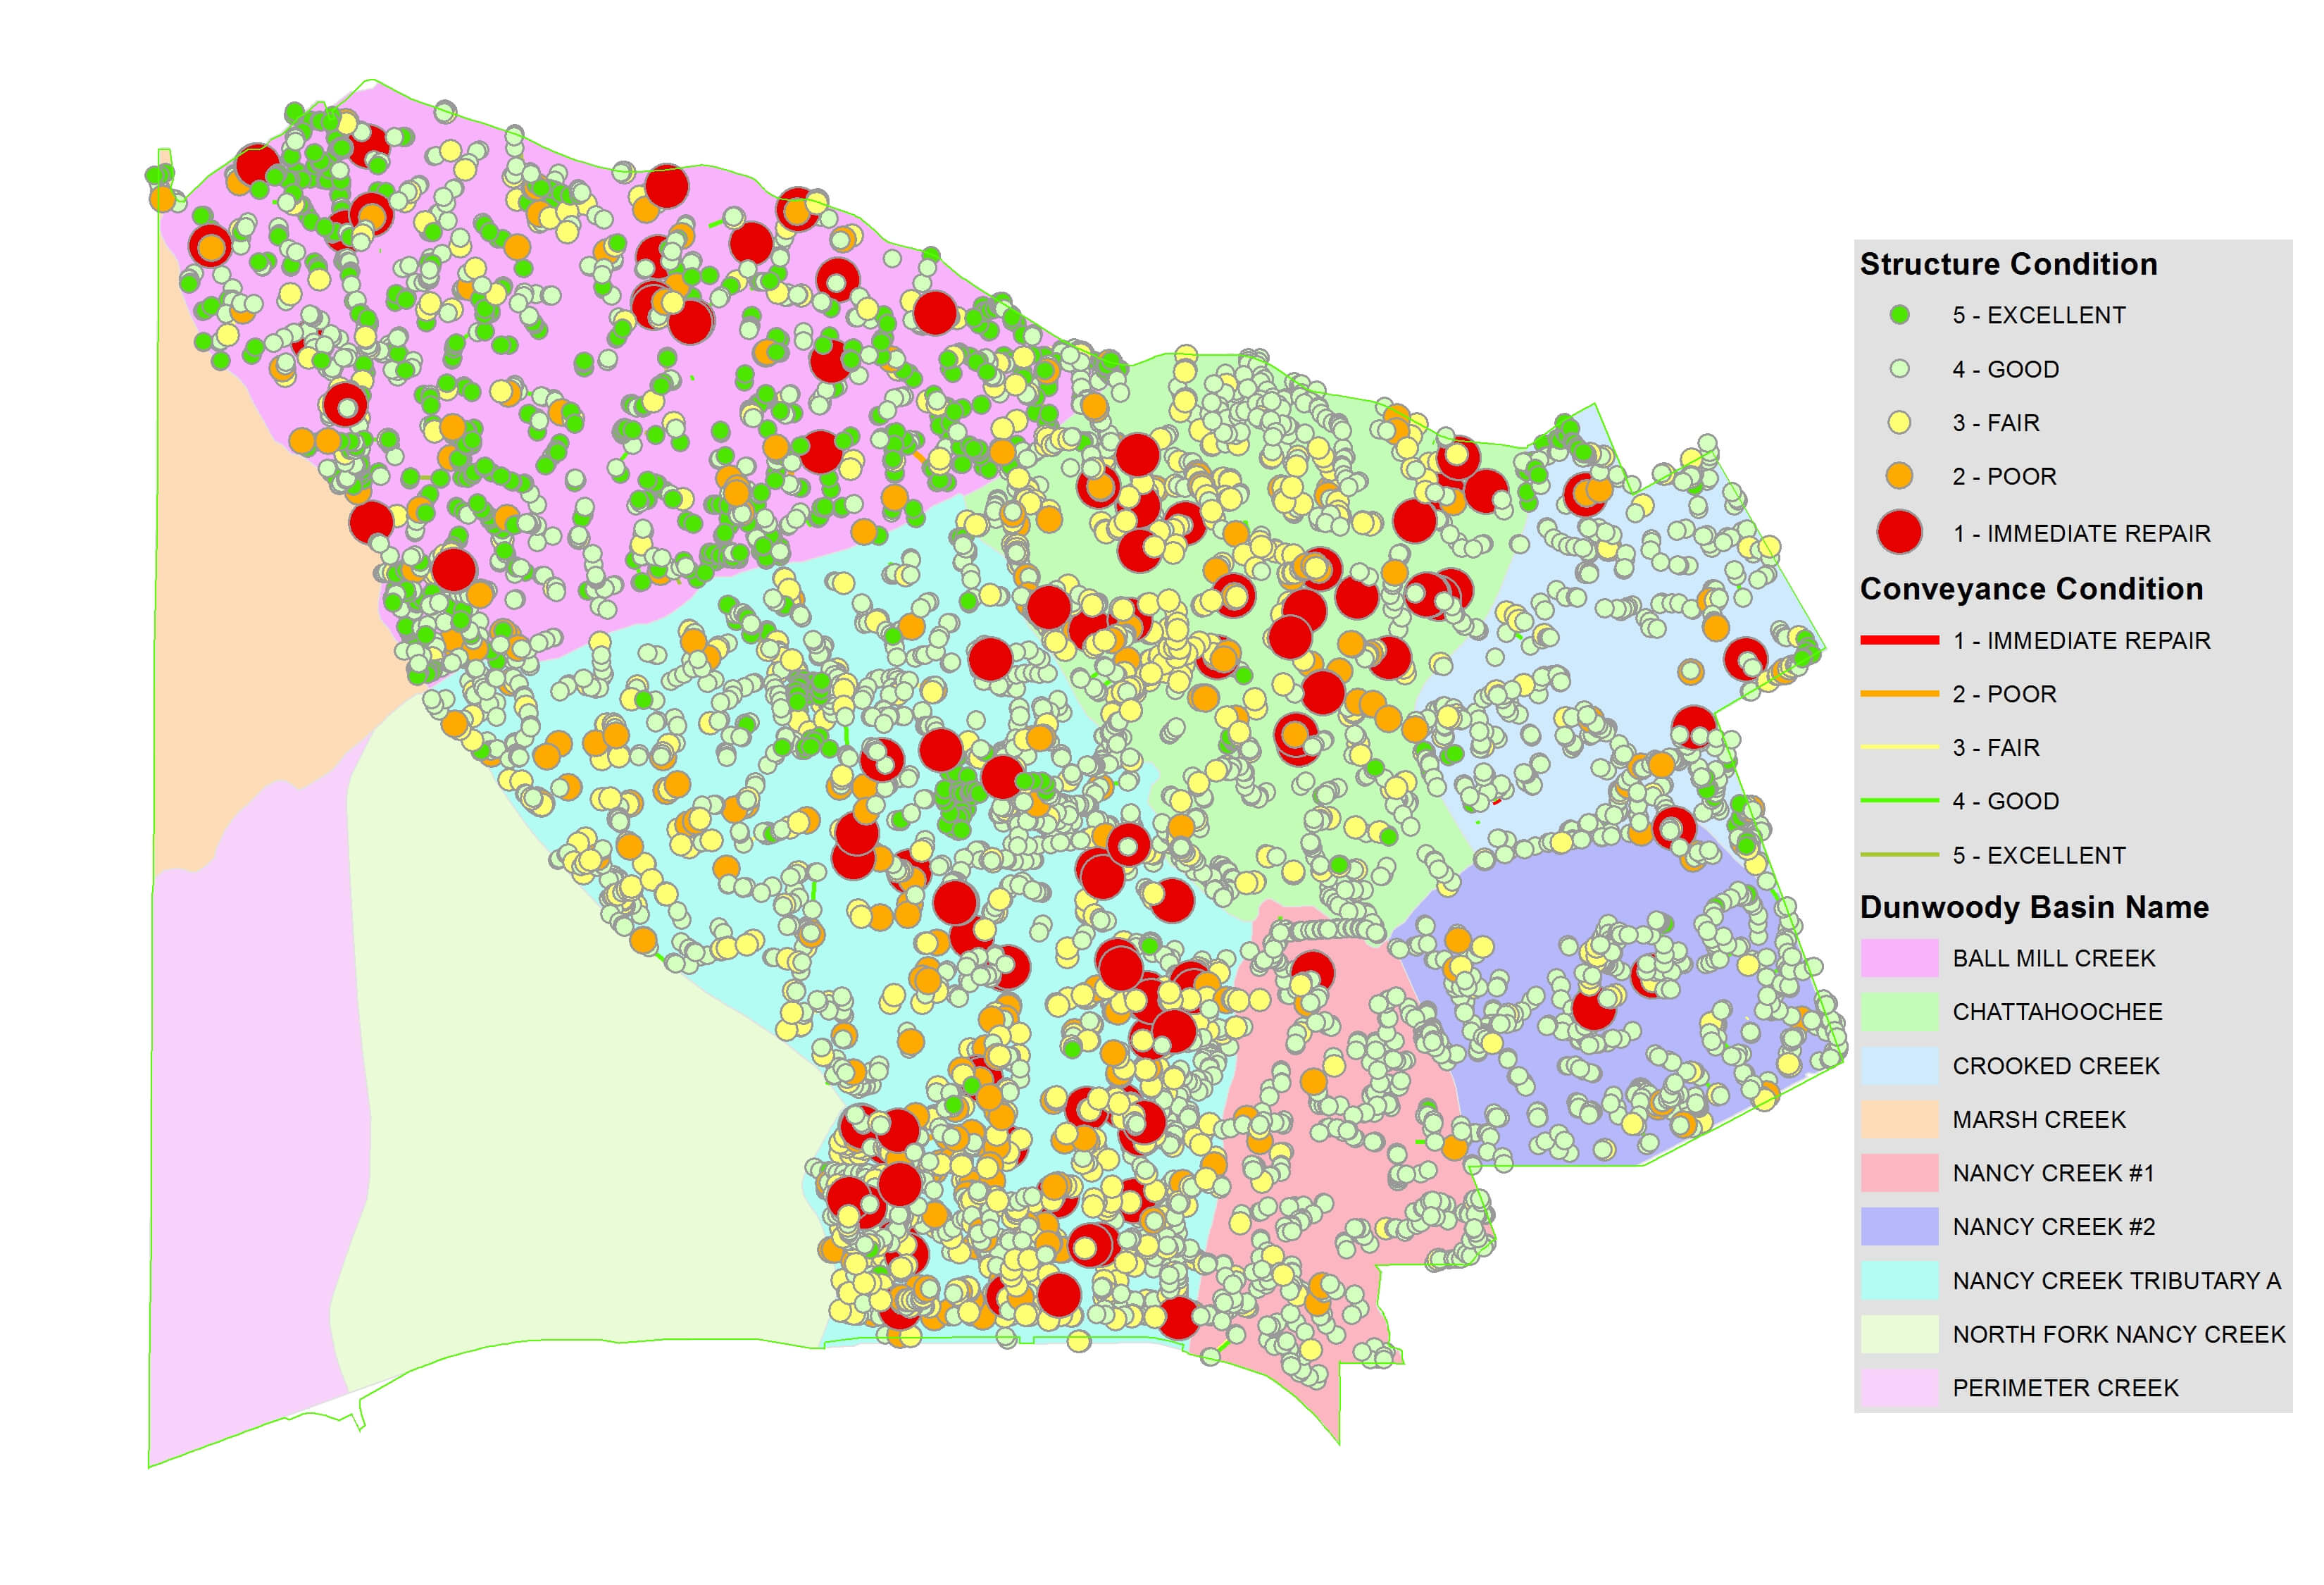 Structure Condition
5 - EXCELLENT
4 - GOOD
3 - FAIR
2 - POOR
1 - IMMEDIATE REPAIR
Conveyance Condition
1 - IMMEDIATE REPAIR
2 - POOR
3 - FAIR
4 - GOOD
5 - EXCELLENT
Dunwoody Basin Name
BALL MILL CREEK
CHATTAHOOCHEE
CROOKED CREEK
MARSH CREEK
NANCY CREEK #1
NANCY CREEK #2
NANCY CREEK TRIBUTARY A
NORTH FORK NANCY CREEK
PERIMETER CREEK